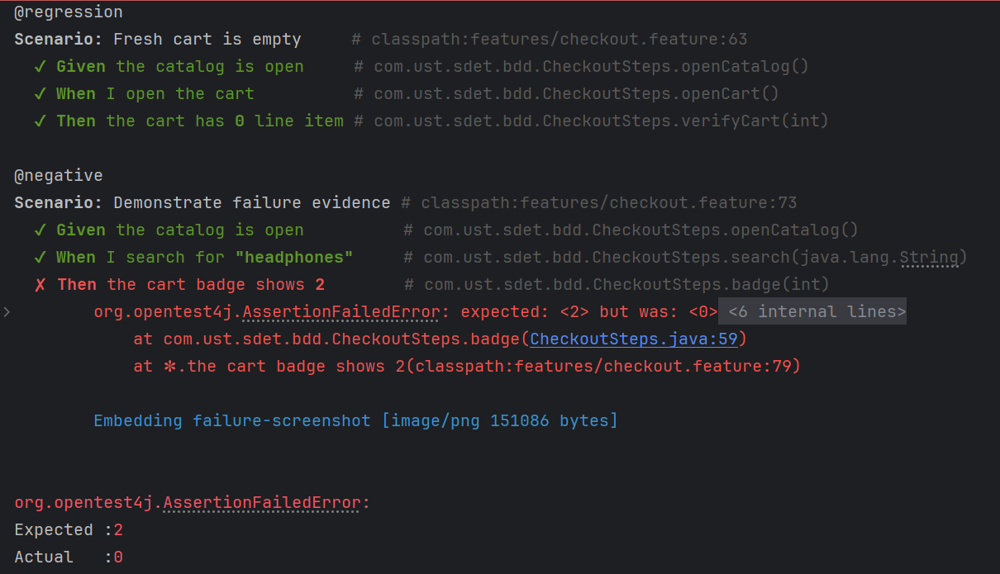 @regression
Scenario: Fresh cart is empty # classpath:features/checkout.feature:63
✓ Given the catalog is open # com.ust.sdet.bdd.CheckoutSteps.openCatalog()
✓ When I open the cart # com.ust.sdet.bdd.CheckoutSteps.openCart()
✓ Then the cart has 0 line item # com.ust.sdet.bdd.CheckoutSteps.verifyCart(int)
@negative
Scenario: Demonstrate failure evidence # classpath:features/checkout.feature:73
✓ Given the catalog is open # com.ust.sdet.bdd.CheckoutSteps.openCatalog()
✓ When I search for "headphones" # com.ust.sdet.bdd.CheckoutSteps.search(java.lang.String)
✗ Then the cart badge shows 2 # com.ust.sdet.bdd.CheckoutSteps.badge(int)
org.opentest4j.AssertionFailedError: expected: <2> but was: <0> <6 internal lines>
at com.ust.sdet.bdd.CheckoutSteps.badge(CheckoutSteps.java:59)
at ✻.the cart badge shows 2(classpath:features/checkout.feature:79)
Embedding failure-screenshot [image/png 151086 bytes]
org.opentest4j.AssertionFailedError:
Expected :2
Actual :0